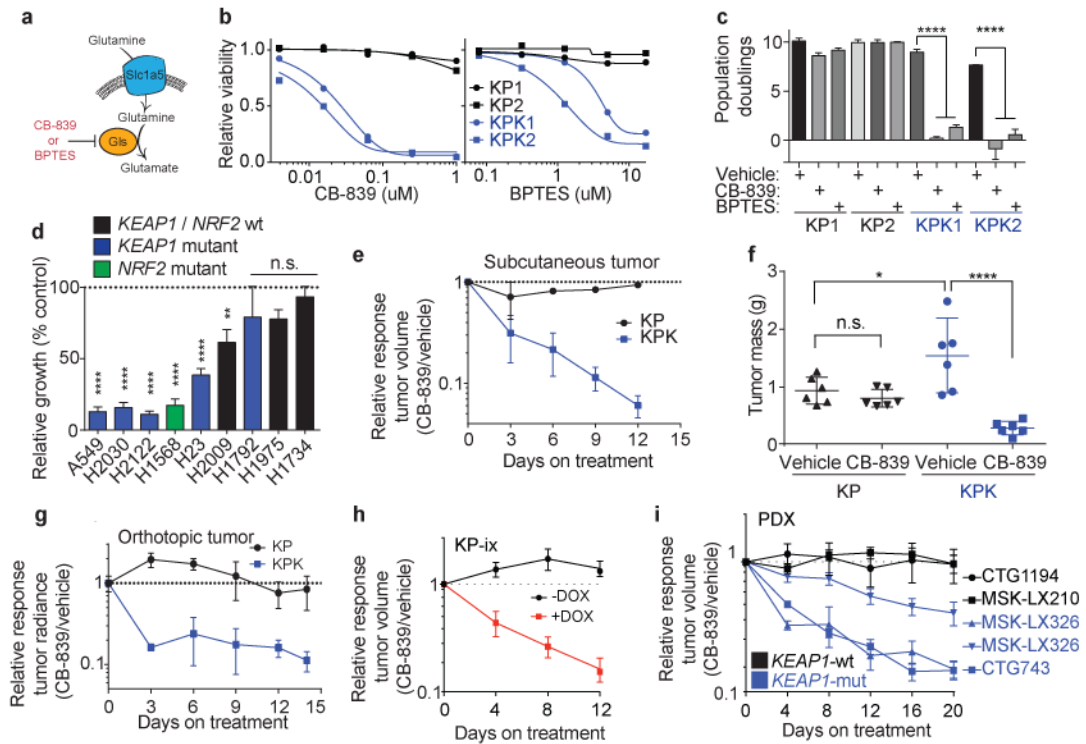 a
Glutamine
Slc1a5
Glutamine
CB-839
or
BPTES
Gls
Glutamate
b
Relative viability
1.0
0.5
0.0
0.01 0.1 1
CB-839 (uM)
0.1 1 10
BPTES (uM)
KP1
KP2
KPK1
KPK2
c
Population
doublings
10
5
0
****
****
Vehicle: + + + +
CB-839: + + + +
BPTES: + + + +
KP1 KP2 KPK1 KPK2
d
KEAP1 / NRF2 wt
KEAP1 mutant
NRF2 mutant
Relative growth (% control)
100
50
0
****
****
****
****
****
**
n.s.
A549
H2030
H2122
H1568
H23
H2009
H1792
H1975
H1734
e
Subcutaneous tumor
Relative response
tumor volume
(CB-839/vehicle)
1
0.1
KP
KPK
0 3 6 9 12 15
Days on treatment
f
Tumor mass (g)
3
2
1
0
*
****
n.s.
Vehicle CB-839 Vehicle CB-839
KP KPK
g
Orthotopic tumor
Relative response
tumor radiance
(CB-839/vehicle)
1
0.1
KP
KPK
0 3 6 9 12 15
Days on treatment
h
KP-ix
Relative response
tumor volume
(CB-839/vehicle)
1
0.1
-DOX
+DOX
0 4 8 12
Days on treatment
i
PDX
Relative response
tumor volume
(CB-839/vehicle)
1
0.1
CTG1194
MSK-LX210
MSK-LX326
MSK-LX326
CTG743
KEAP1-wt
KEAP1-mut
0 4 8 12 16 20
Days on treatment